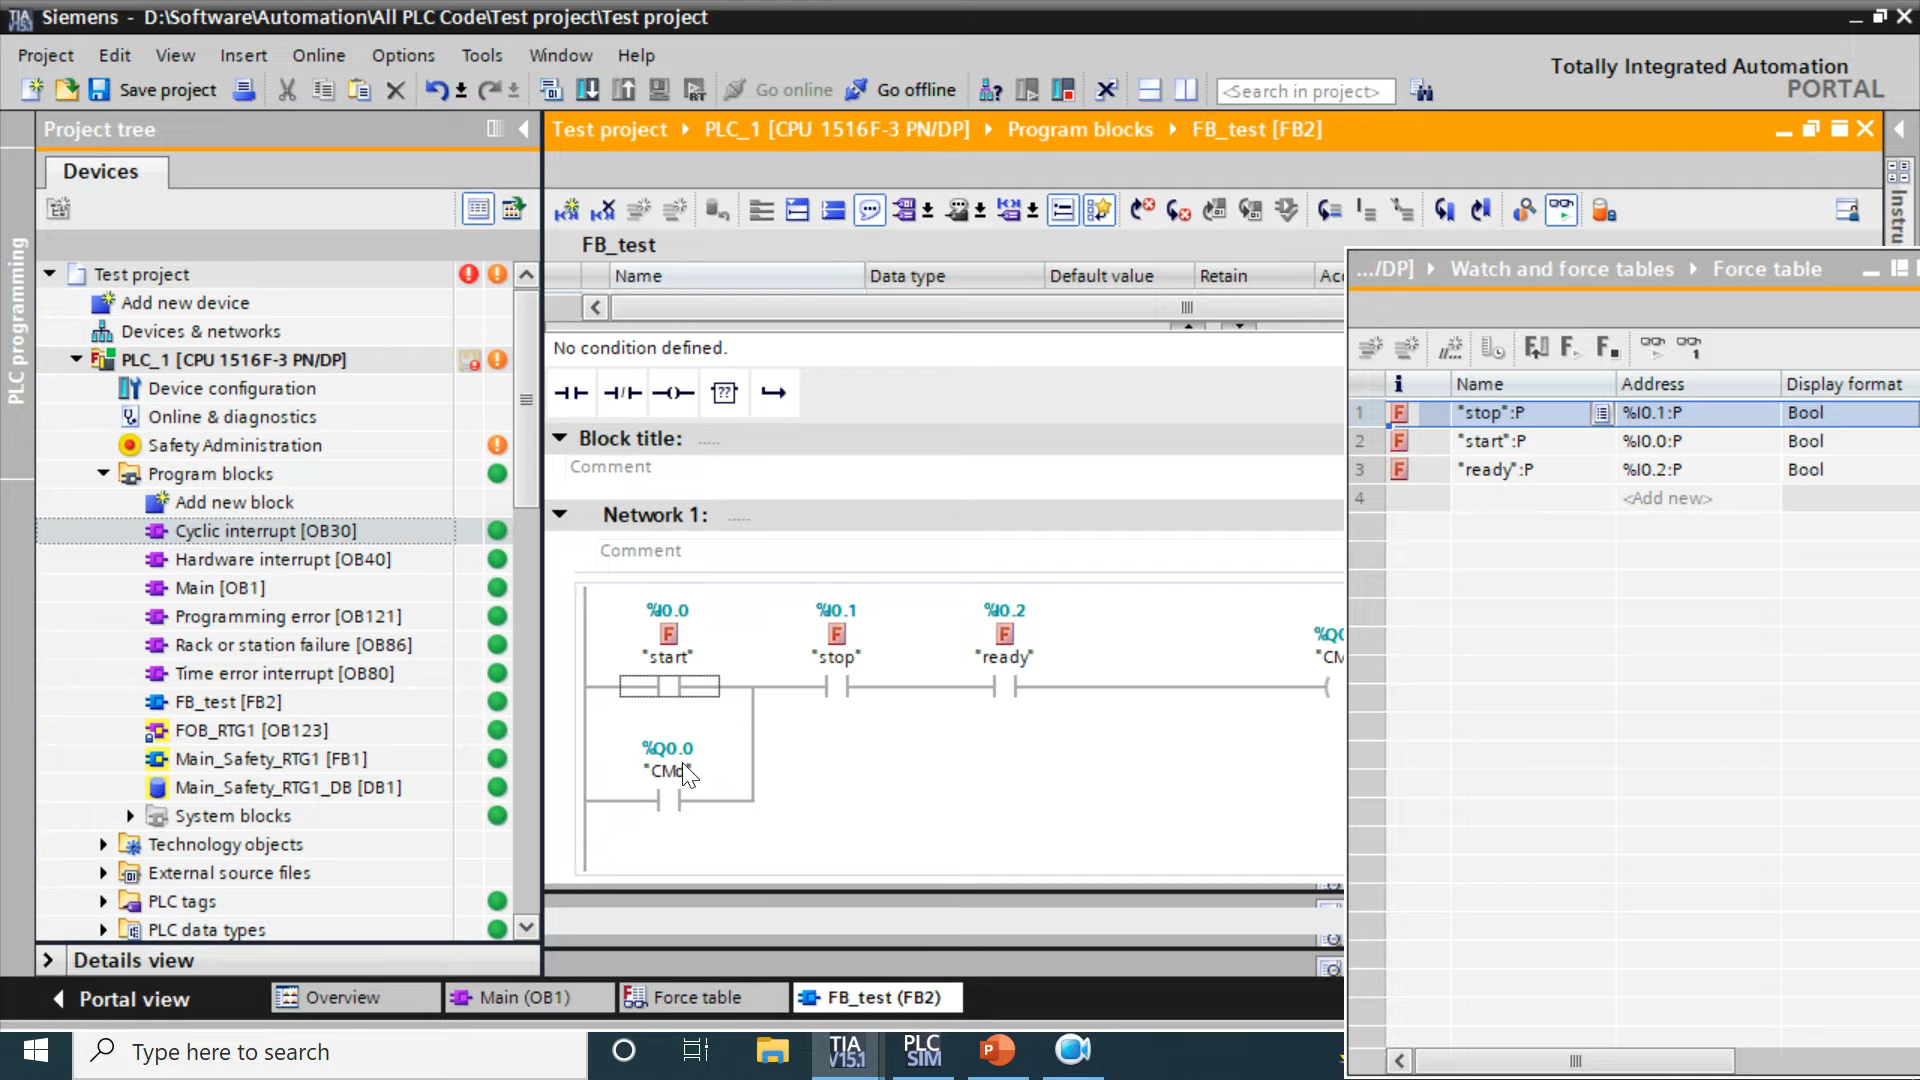 Siemens - D:\Software\Automation\All PLC Code\Test project\Test project
Project Edit View Insert Online Options Tools Window Help
Totally Integrated Automation
PORTAL
Save project
Go online
Go offline
<Search in project>
Project tree
Test project PLC_1 [CPU 1516F-3 PN/DP] Program blocks FB_test [FB2]
Devices
PLC programming
Instru
Test project
Add new device
Devices & networks
PLC_1 [CPU 1516F-3 PN/DP]
Device configuration
Online & diagnostics
Safety Administration
Program blocks
Add new block
Cyclic interrupt [OB30]
Hardware interrupt [OB40]
Main [OB1]
Programming error [OB121]
Rack or station failure [OB86]
Time error interrupt [OB80]
FB_test [FB2]
FOB_RTG1 [OB123]
Main_Safety_RTG1 [FB1]
Main_Safety_RTG1_DB [DB1]
System blocks
Technology objects
External source files
PLC tags
PLC data types
Details view
FB_test
Name Data type Default value Retain Acc
No condition defined.
??
Block title: .....
Comment
Network 1: .....
Comment
%I0.0 %I0.1 %I0.2 %Q0
F F F
"start" "stop" "ready" "CM
%Q0.0
"CMd"
.../DP] Watch and force tables Force table
i Name Address Display format
1 F "stop":P %I0.1:P Bool
2 F "start":P %I0.0:P Bool
3 F "ready":P %I0.2:P Bool
4 <Add new>
Portal view
Overview
Main (OB1)
Force table
FB_test (FB2)
Type here to search
TIA
V15.1
PLC
SIM